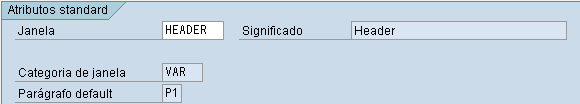 Atributos standard
Janela HEADER Significado Header
Categoria de janela VAR
Parágrafo default P1